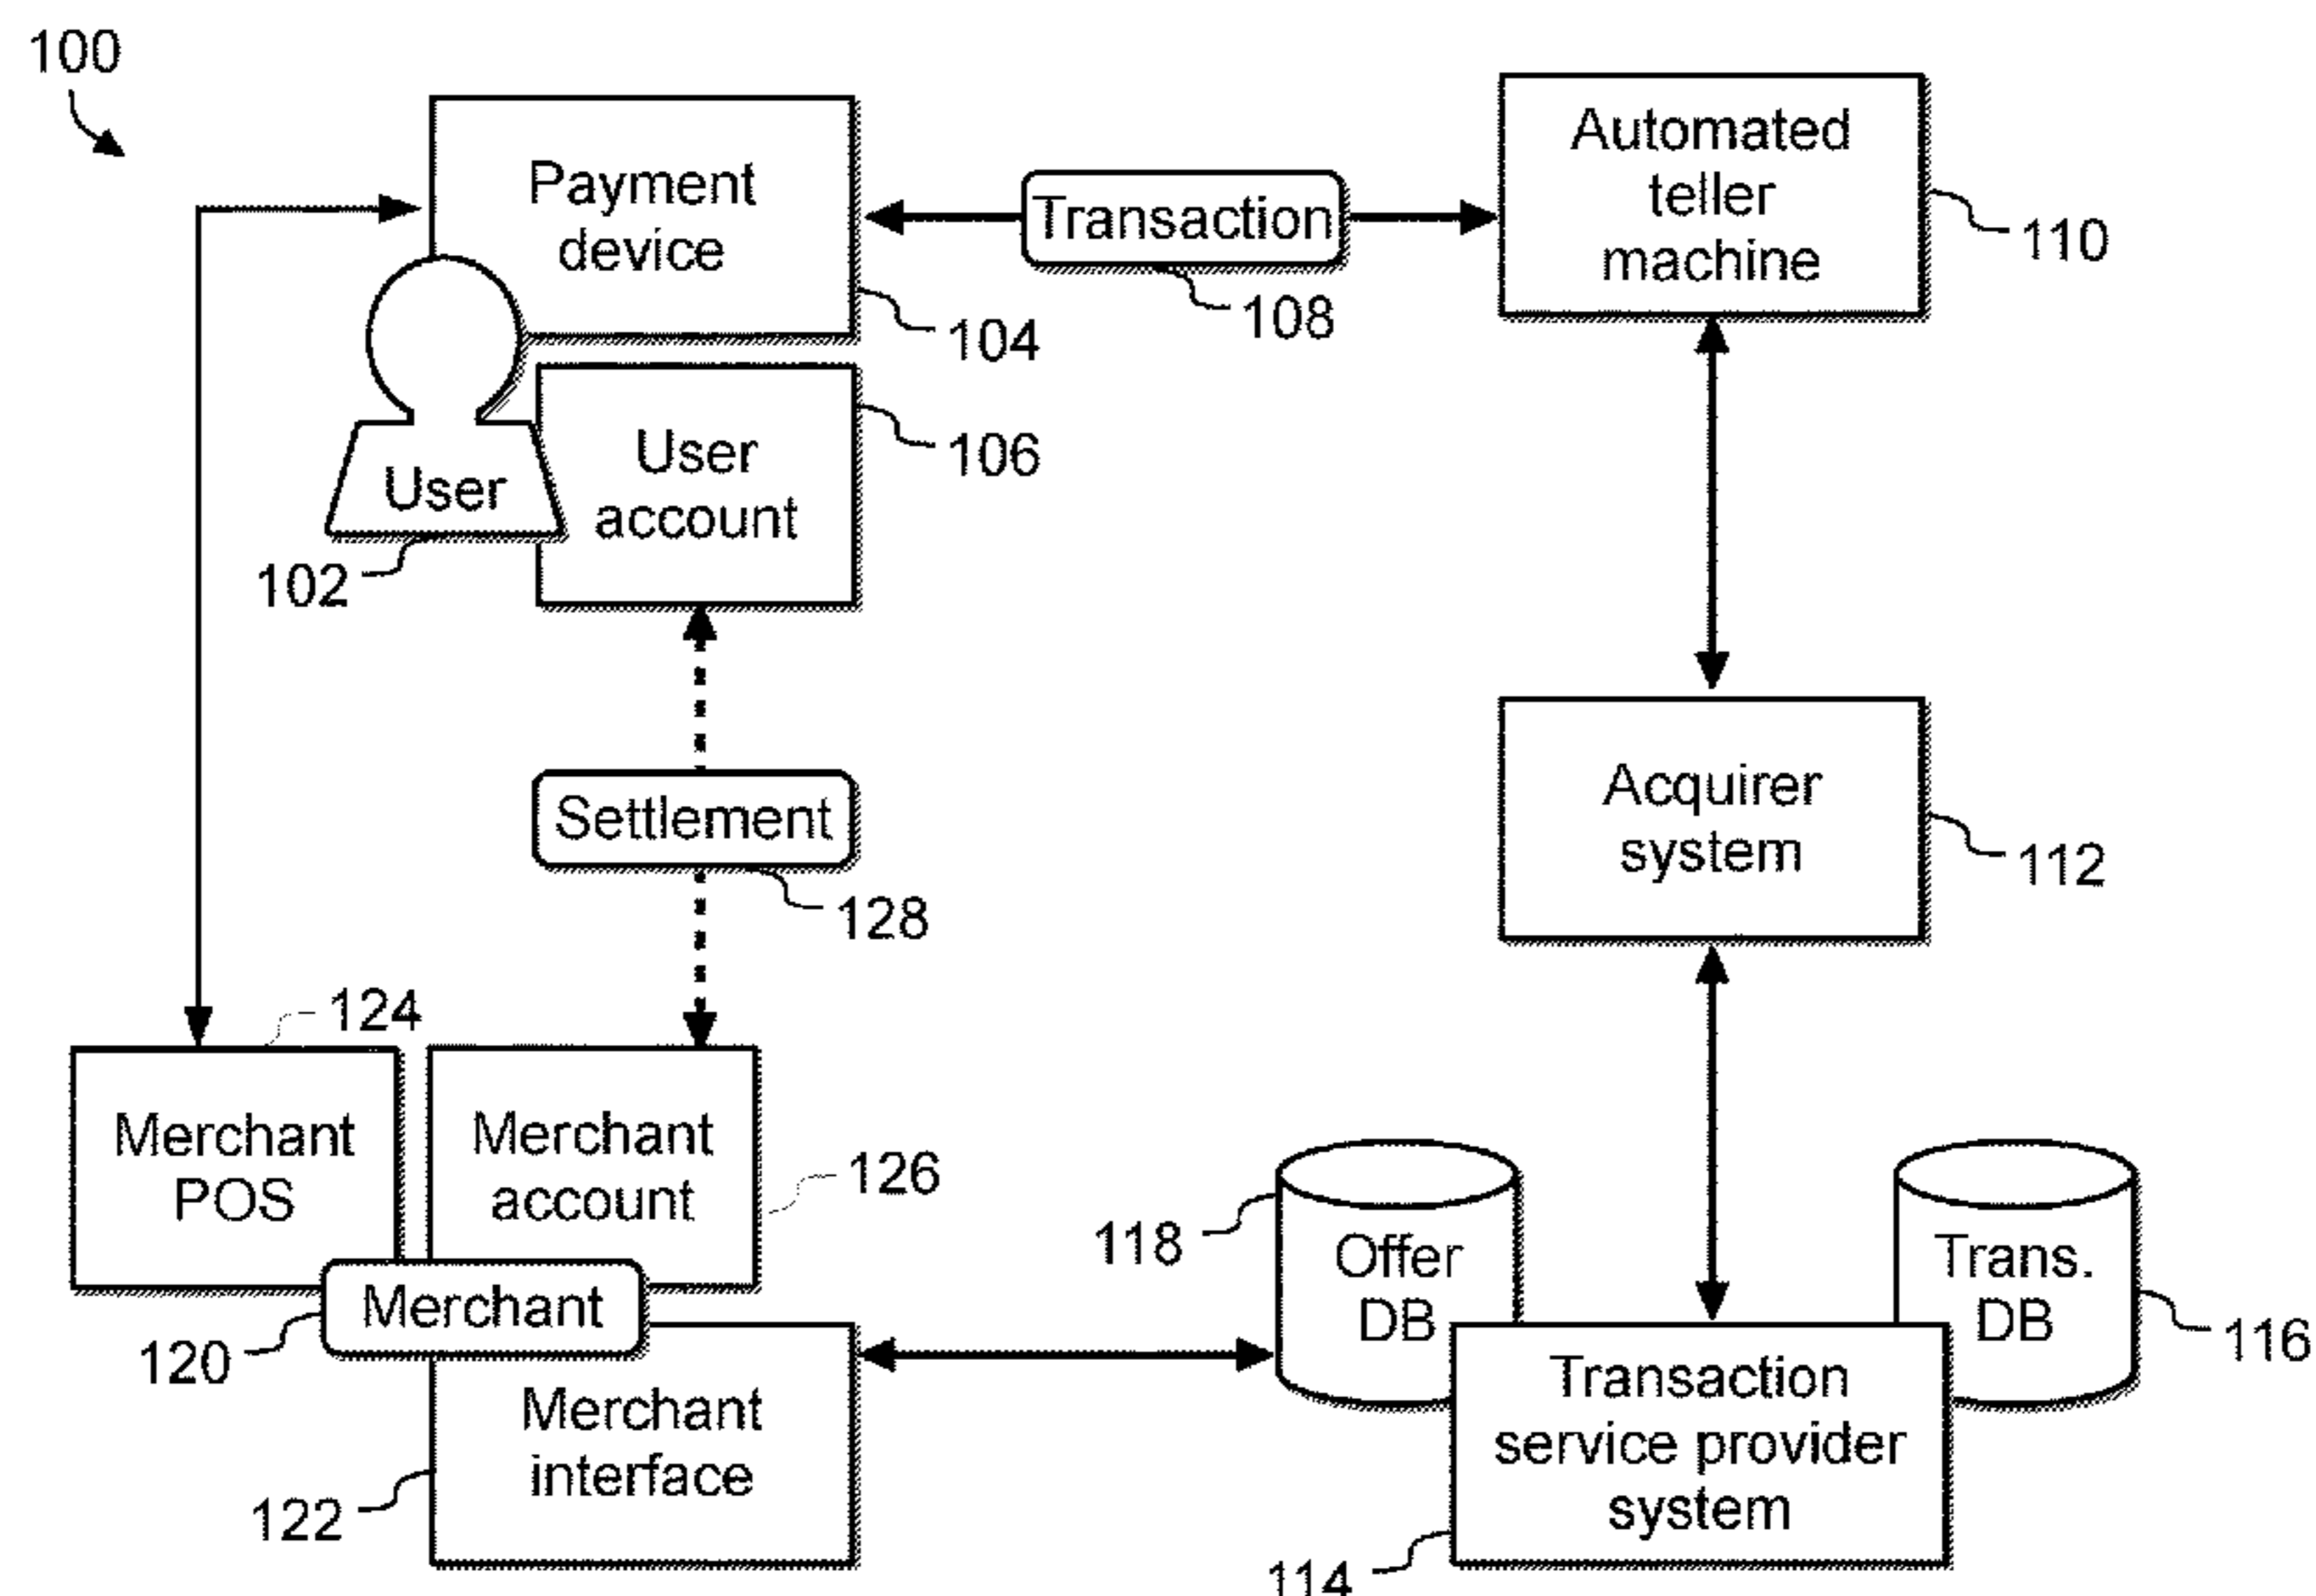 100
Payment
device
104
Transaction
108
Automated
teller
machine
110
User
102
User
account
106
Settlement
128
Acquirer
system
112
124
Merchant
POS
Merchant
account
126
Merchant
120
Merchant
interface
122
118
Offer
DB
Trans.
DB
116
Transaction
service provider
system
114